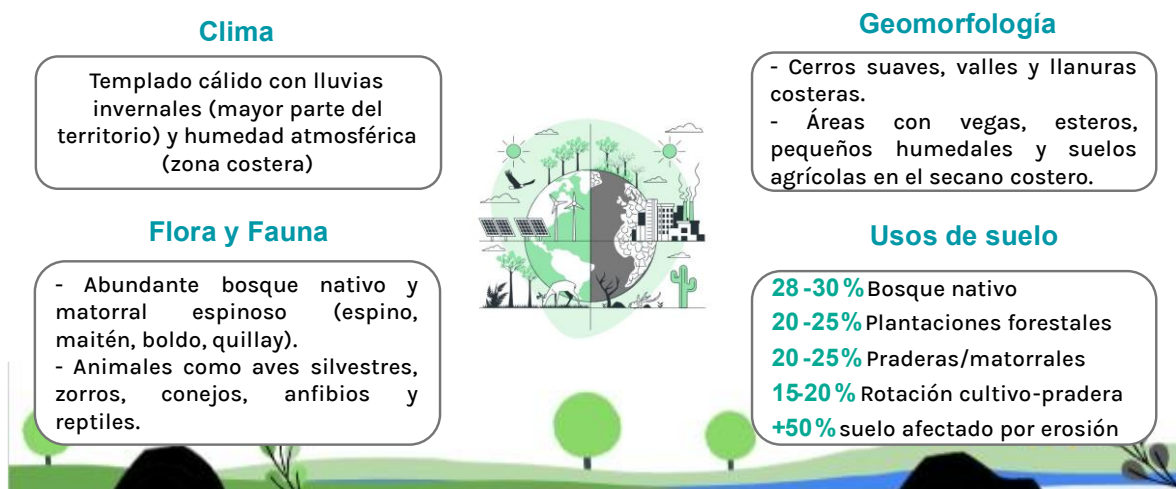 Clima
Templado cálido con lluvias
invernales (mayor parte del
territorio) y humedad atmosférica
(zona costera)
Flora y Fauna
- Abundante bosque nativo y
matorral espinoso (espino,
maitén, boldo, quillay).
- Animales como aves silvestres,
zorros, conejos, anfibios y
reptiles.
Geomorfología
- Cerros suaves, valles y llanuras
costeras.
- Áreas con vegas, esteros,
pequeños humedales y suelos
agrícolas en el secano costero.
Usos de suelo
28-30% Bosque nativo
20-25% Plantaciones forestales
20-25% Praderas/matorrales
15-20% Rotación cultivo-pradera
+50% suelo afectado por erosión